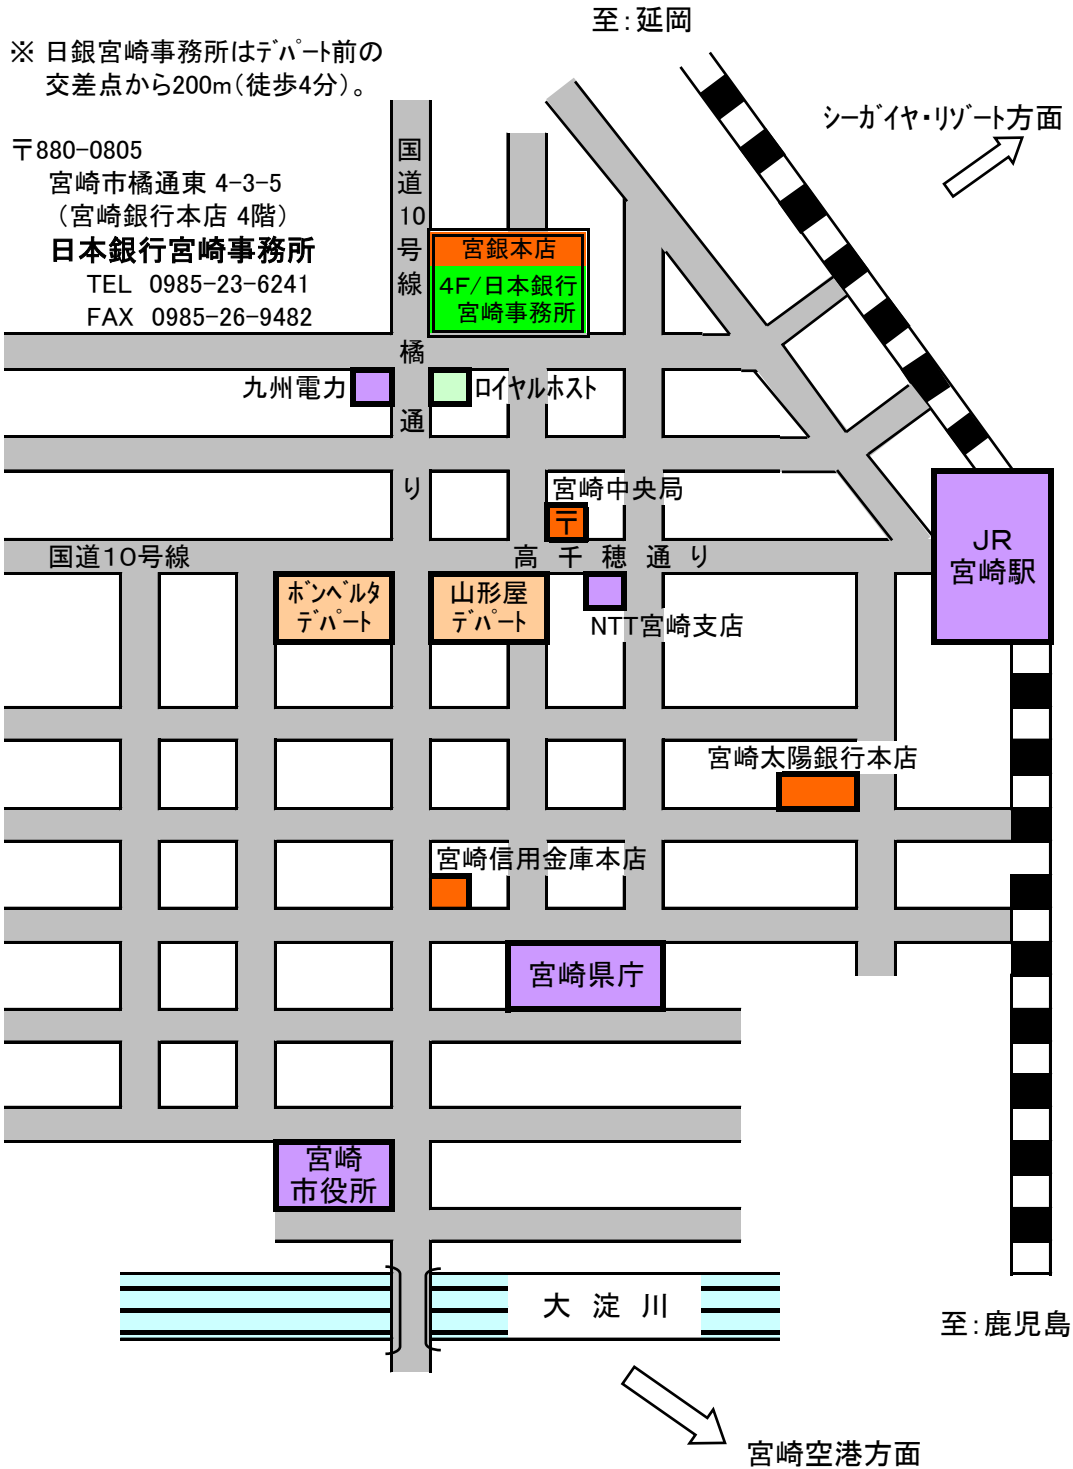 至：延岡
※ 日銀宮崎事務所はﾃﾞﾊﾟｰﾄ前の
交差点から200m（徒歩4分）。
シーガイヤ・リゾート方面
〒880-0805
宮崎市橘通東 4-3-5
（宮崎銀行本店 4階）
日本銀行宮崎事務所
TEL 0985-23-6241
FAX 0985-26-9482
国道10号線
宮銀本店
4F/日本銀行
宮崎事務所
橘通り
九州電力
ロイヤルホスト
宮崎中央局
〒
国道10号線
高千穂通り
JR
宮崎駅
ボンベルタ
デパート
山形屋
デパート
NTT宮崎支店
宮崎太陽銀行本店
宮崎信用金庫本店
宮崎県庁
宮崎
市役所
大淀川
至：鹿児島
宮崎空港方面